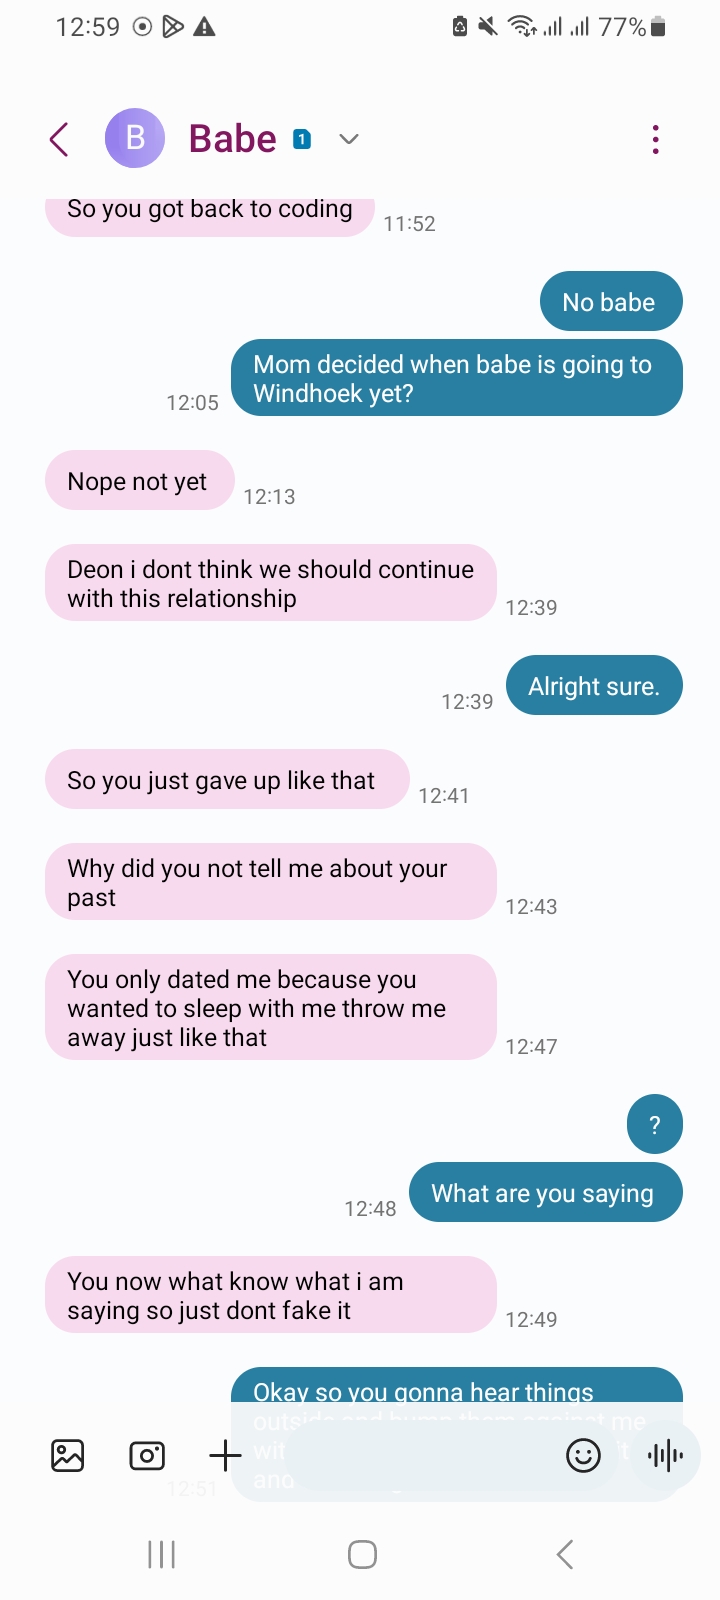 12:59
77%
B
Babe 1
So you got back to coding
11:52
No babe
Mom decided when babe is going to
Windhoek yet?
12:05
Nope not yet
12:13
Deon i dont think we should continue
with this relationship
12:39
Alright sure.
12:39
So you just gave up like that
12:41
Why did you not tell me about your
past
12:43
You only dated me because you
wanted to sleep with me throw me
away just like that
12:47
?
What are you saying
12:48
You now what know what i am
saying so just dont fake it
12:49
Okay so you gonna hear things
outside and bump them against me
wit
it
and
12:51